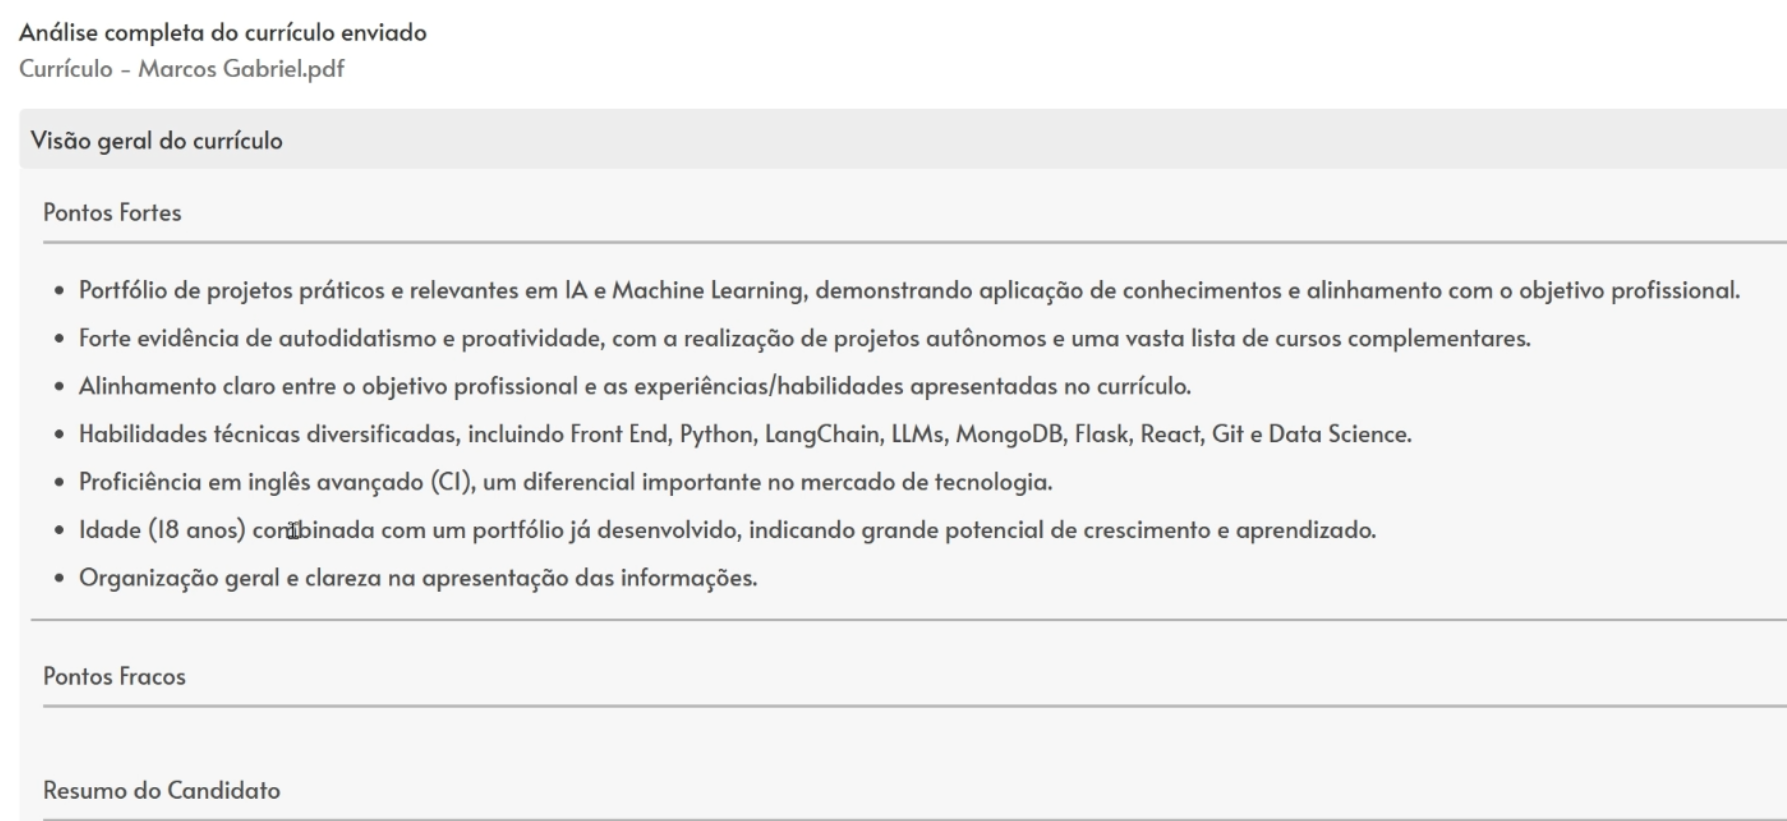 Análise completa do currículo enviado
Currículo - Marcos Gabriel.pdf
Visão geral do currículo
Pontos Fortes
• Portfólio de projetos práticos e relevantes em IA e Machine Learning, demonstrando aplicação de conhecimentos e alinhamento com o objetivo profissional.
• Forte evidência de autodidatismo e proatividade, com a realização de projetos autônomos e uma vasta lista de cursos complementares.
• Alinhamento claro entre o objetivo profissional e as experiências/habilidades apresentadas no currículo.
• Habilidades técnicas diversificadas, incluindo Front End, Python, LangChain, LLMs, MongoDB, Flask, React, Git e Data Science.
• Proficiência em inglês avançado (C1), um diferencial importante no mercado de tecnologia.
• Idade (18 anos) combinada com um portfólio já desenvolvido, indicando grande potencial de crescimento e aprendizado.
• Organização geral e clareza na apresentação das informações.
Pontos Fracos
Resumo do Candidato